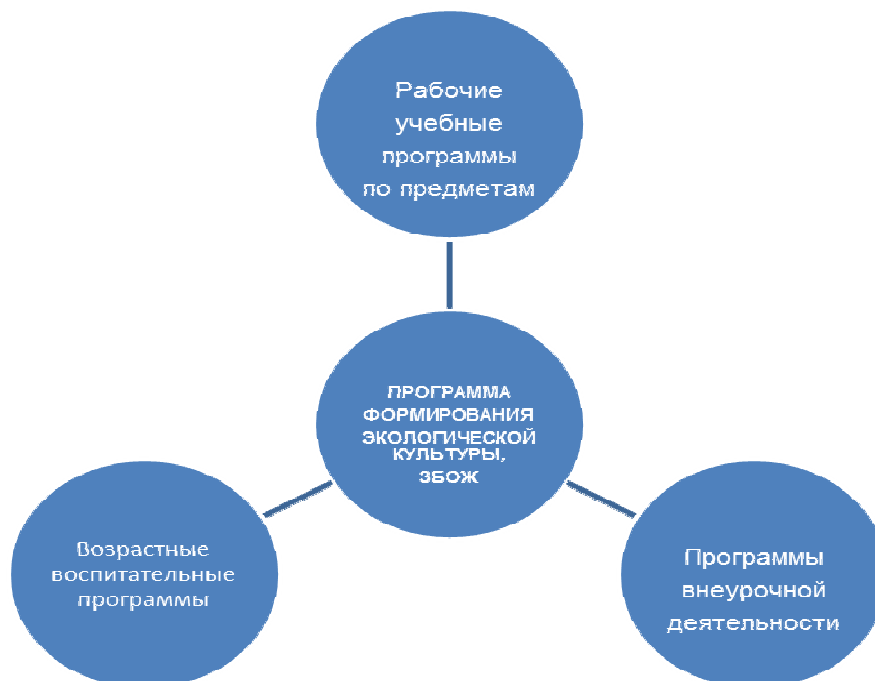 Рабочие
учебные
программы
по предметам
ПРОГРАММА
ФОРМИРОВАНИЯ
ЭКОЛОГИЧЕСКОЙ
КУЛЬТУРЫ,
ЗБОЖ
Возрастные
воспитательные
программы
Программы
внеурочной
деятельности